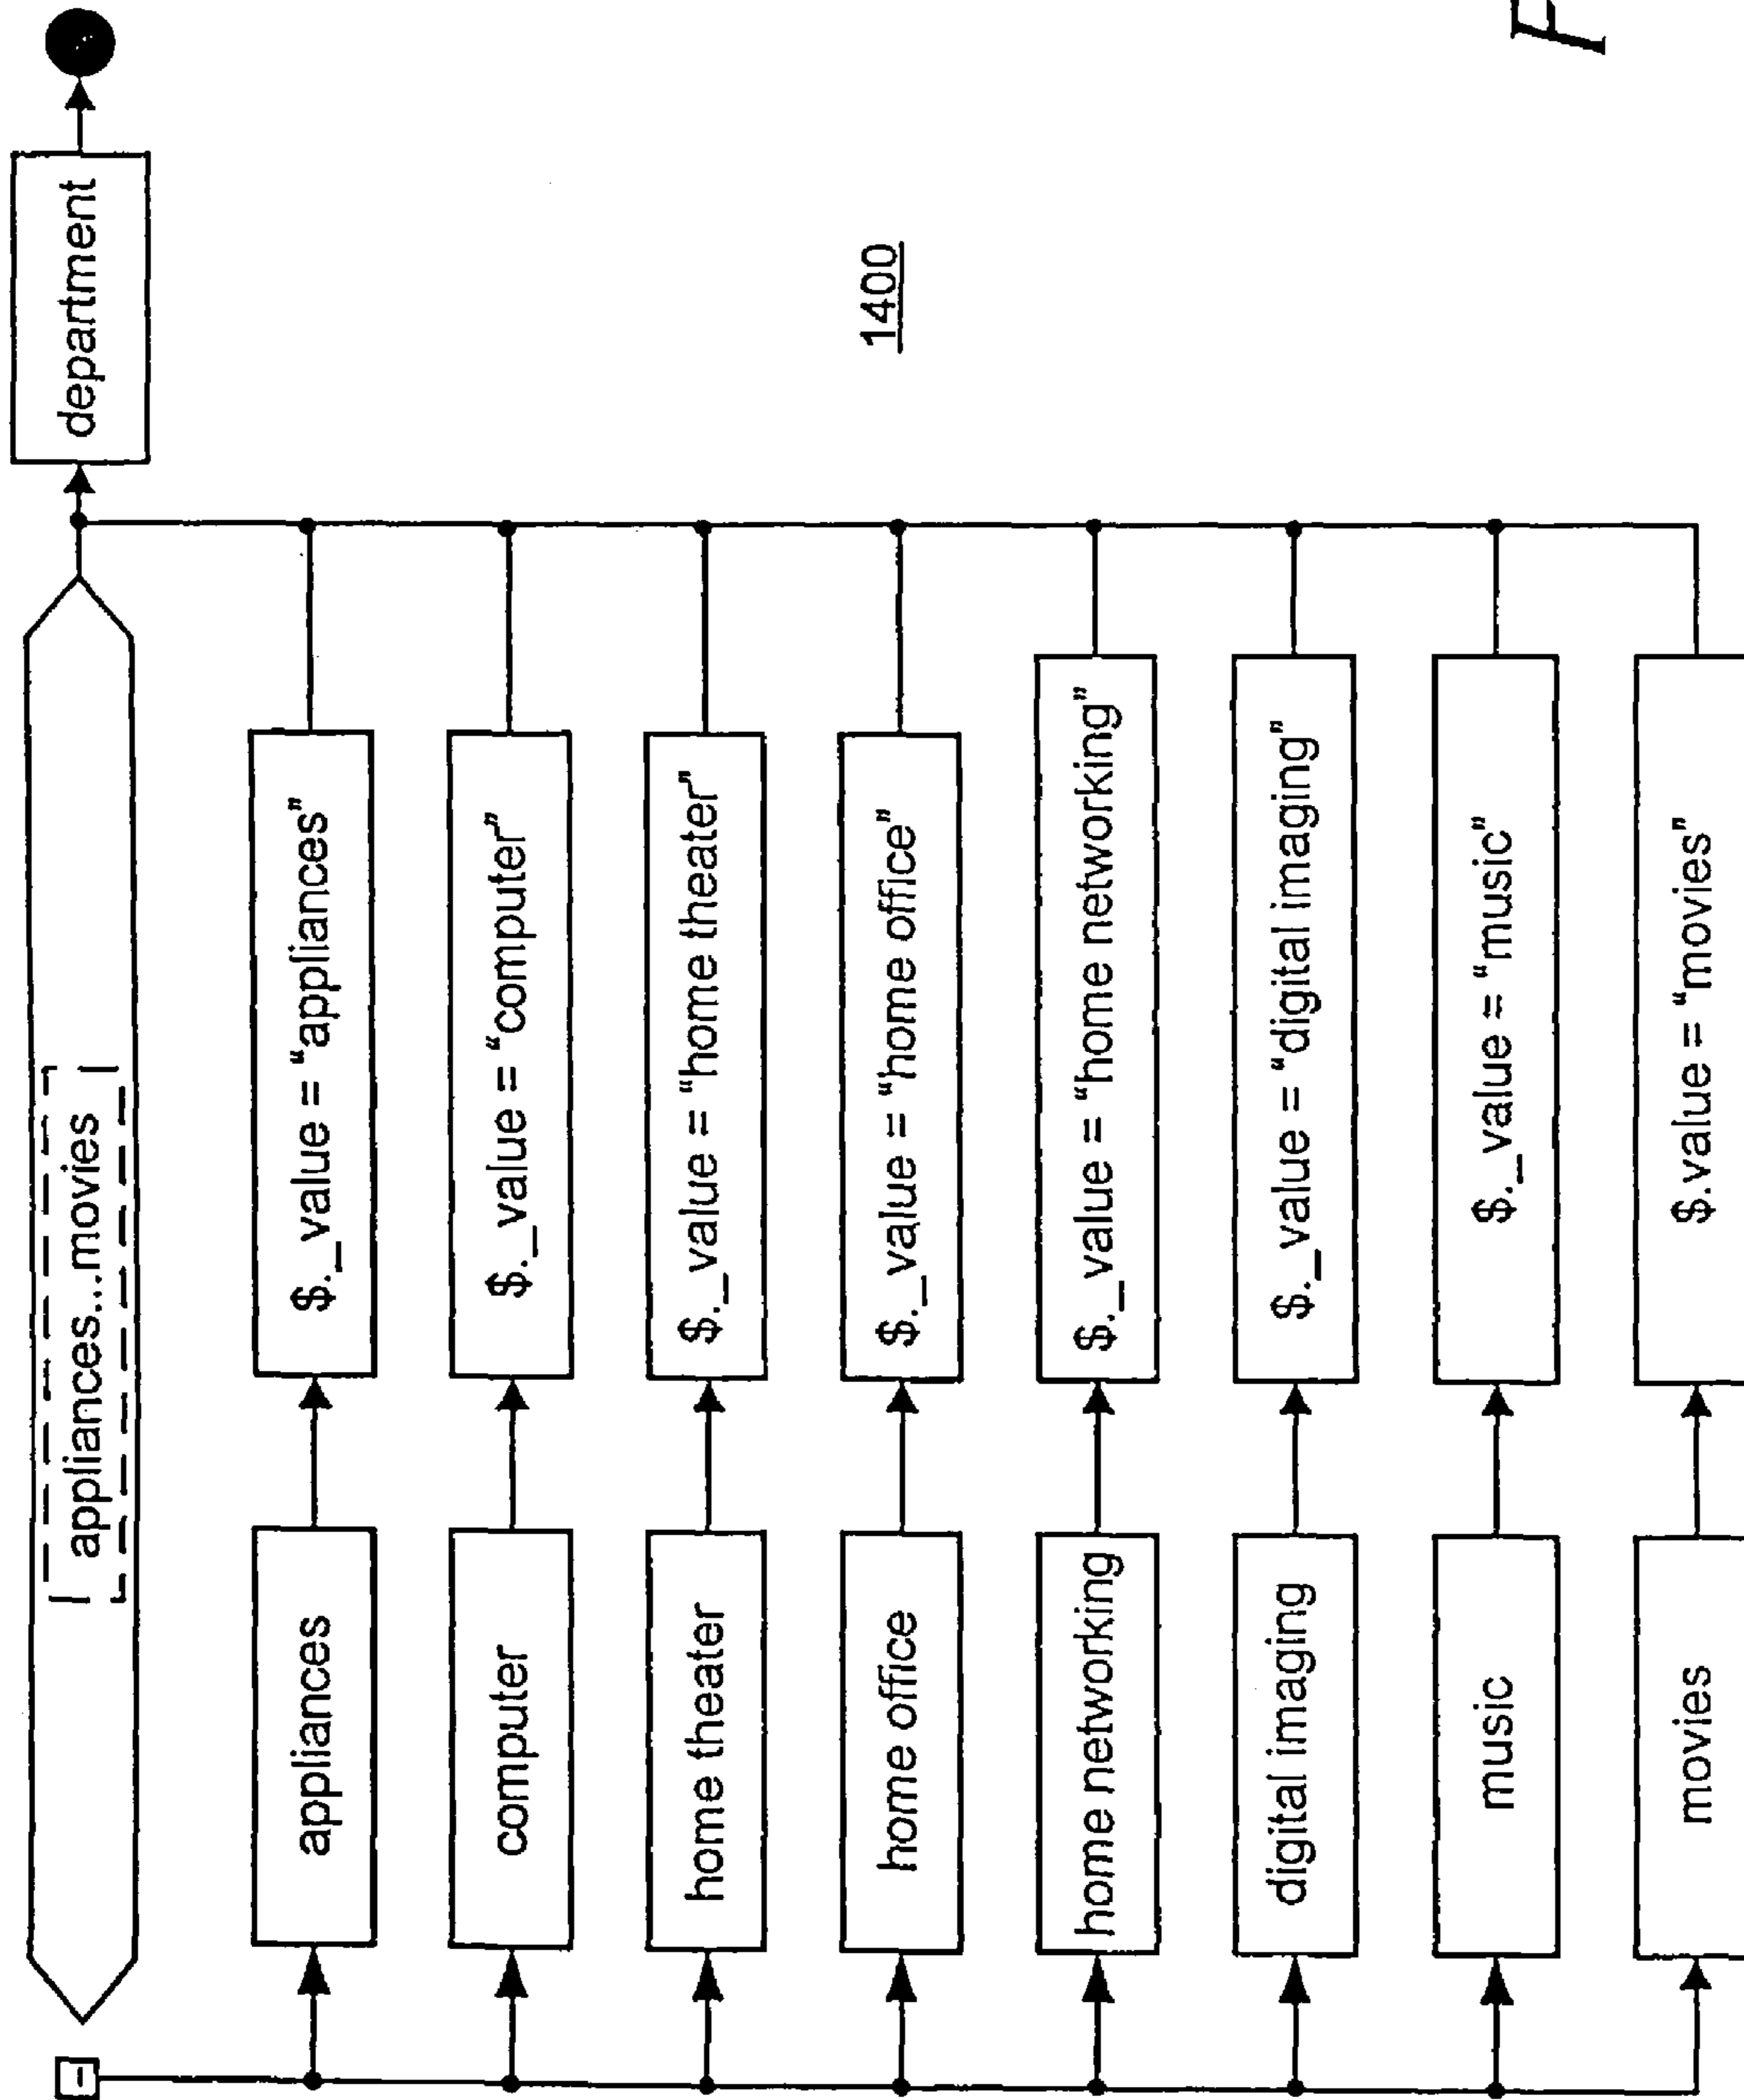 appliances...movies
department
appliances
$._value = “appliances”
computer
$._value = “computer”
home theater
$._value = “home theater”
home office
$._value = “home office”
home networking
$._value = “home networking”
digital imaging
$._value = “digital imaging”
music
$._value = “music”
movies
$.value = “movies”
1400